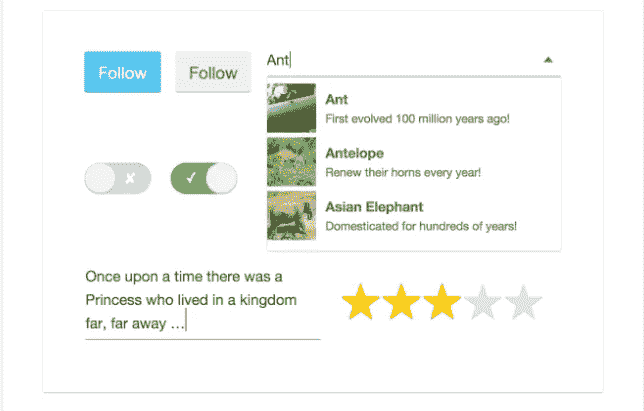 Follow
Follow
Ant
Ant
First evolved 100 million years ago!
Antelope
Renew their horns every year!
Asian Elephant
Domesticated for hundreds of years!
Once upon a time there was a
Princess who lived in a kingdom
far, far away ...